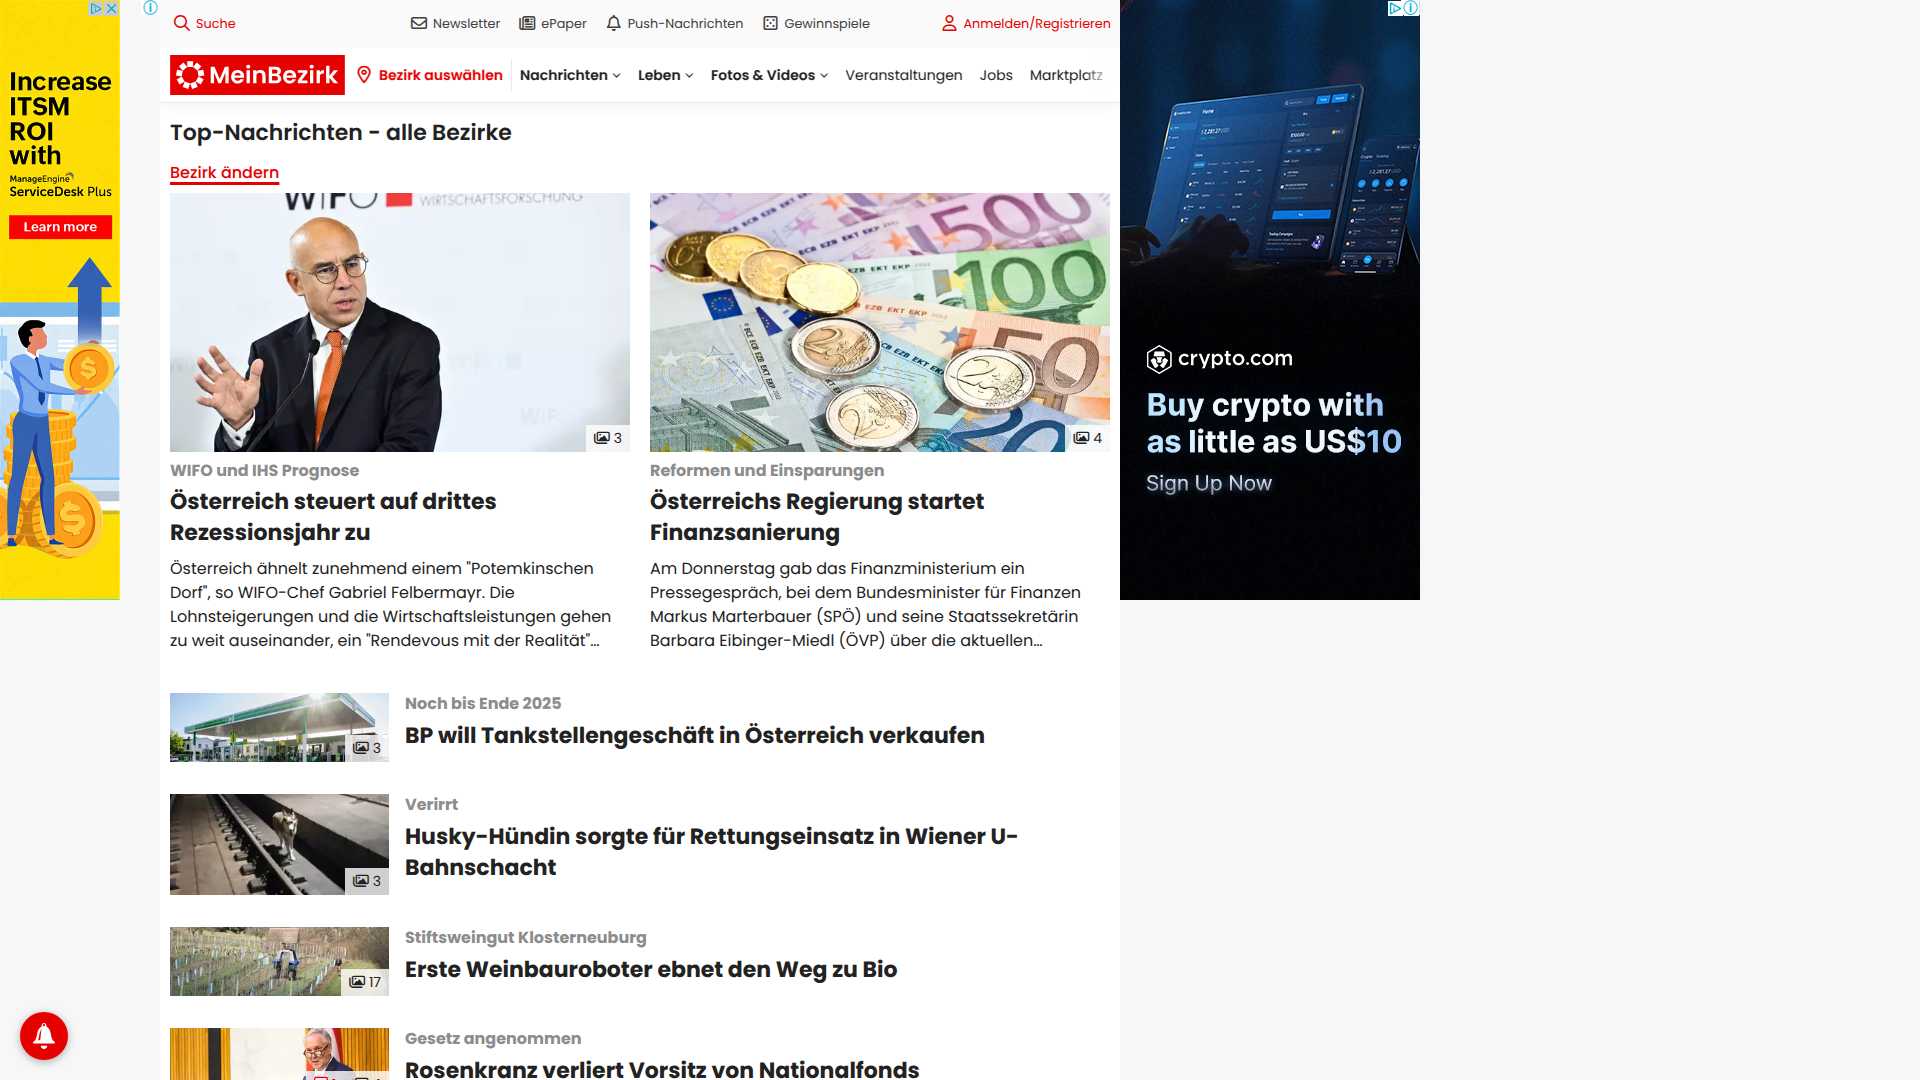 Increase
ITSM
ROI
with
ManageEngine
ServiceDesk Plus
Learn more
Suche
Newsletter
ePaper
Push-Nachrichten
Gewinnspiele
Anmelden/Registrieren
MeinBezirk
Bezirk auswählen
Nachrichten
Leben
Fotos & Videos
Veranstaltungen
Jobs
Marktplatz
Top-Nachrichten - alle Bezirke
Bezirk ändern
WIFO
WIRTSCHAFTSFORSCHUNG
3
WIFO und IHS Prognose
Österreich steuert auf drittes
Rezessionsjahr zu
Österreich ähnelt zunehmend einem "Potemkinschen
Dorf", so WIFO-Chef Gabriel Felbermayr. Die
Lohnsteigerungen und die Wirtschaftsleistungen gehen
zu weit auseinander, ein "Rendevous mit der Realität"...
500
100
50
20
4
Reformen und Einsparungen
Österreichs Regierung startet
Finanzsanierung
Am Donnerstag gab das Finanzministerium ein
Pressegespräch, bei dem Bundesminister für Finanzen
Markus Marterbauer (SPÖ) und seine Staatssekretärin
Barbara Eibinger-Miedl (ÖVP) über die aktuellen...
3
Noch bis Ende 2025
BP will Tankstellengeschäft in Österreich verkaufen
3
Verirrt
Husky-Hündin sorgte für Rettungseinsatz in Wiener U-
Bahnschacht
17
Stiftsweingut Klosterneuburg
Erste Weinbauroboter ebnet den Weg zu Bio
Gesetz angenommen
Rosenkranz verliert Vorsitz von Nationalfonds
crypto.com
Buy crypto with
as little as US$10
Sign Up Now